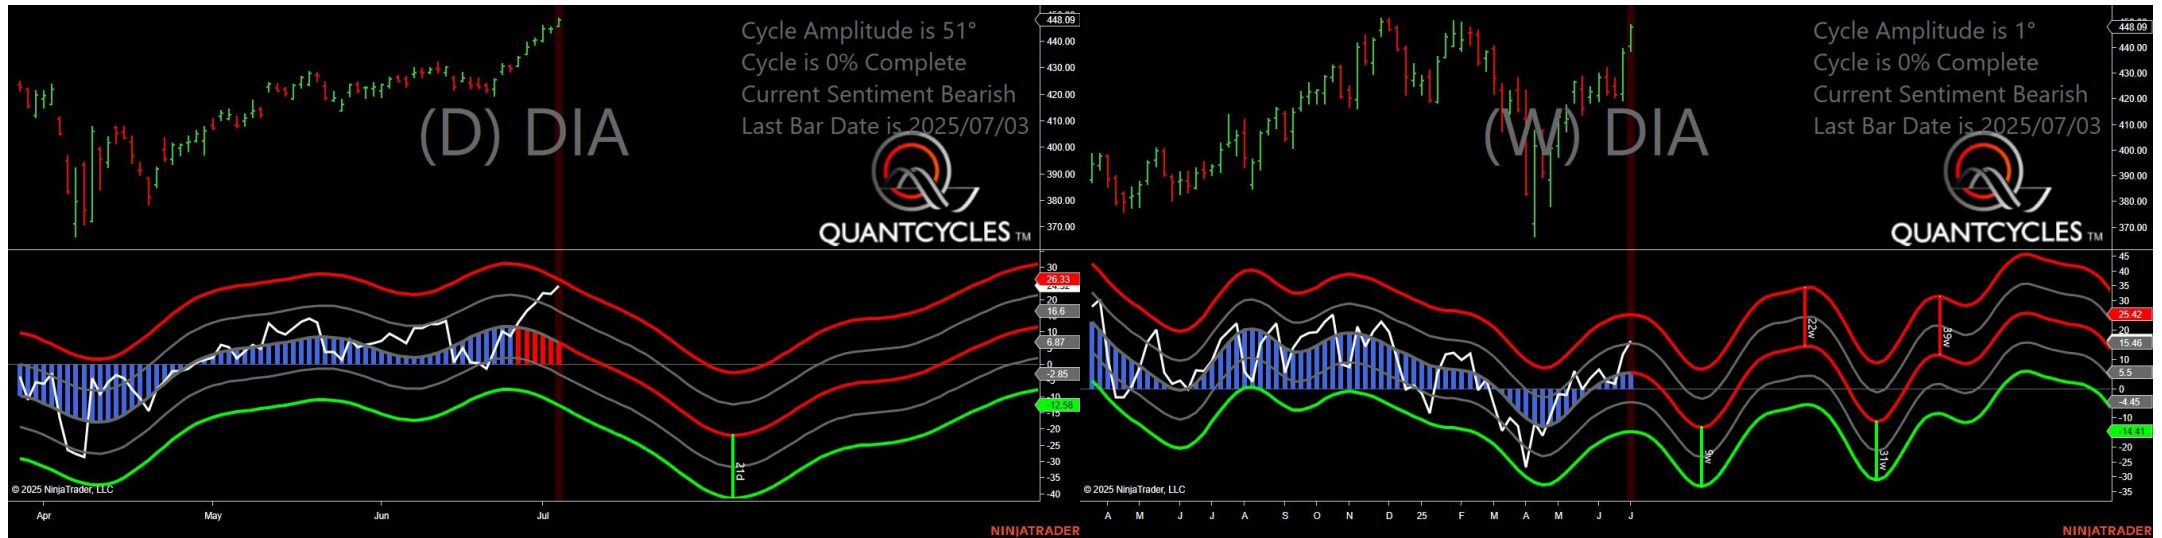 Cycle Amplitude is 51°
Cycle is 0% Complete
Current Sentiment Bearish
Last Bar Date is 2025/07/03
(D) DIA
QUANTCYCLES TM
448.09
440.00
430.00
420.00
410.00
400.00
390.00
380.00
370.00
30
26.33
24.52
20
16.6
10
6.87
0
-2.85
-10
-12.58
-15
-20
-25
-30
-35
-40
21d
© 2025 NinjaTrader, LLC
Apr May Jun Jul
NINJATRADER
Cycle Amplitude is 1°
Cycle is 0% Complete
Current Sentiment Bearish
Last Bar Date is 2025/07/03
(W) DIA
QUANTCYCLES TM
448.09
440.00
430.00
420.00
410.00
400.00
390.00
380.00
370.00
45
40
35
30
25.42
20
15.46
10
5.5
0
-4.45
-10
-14.41
-20
-25
-30
-35
9w
22w
31w
39w
© 2025 NinjaTrader, LLC
A M J J A S O N D 25 F M A M J J
NINJATRADER